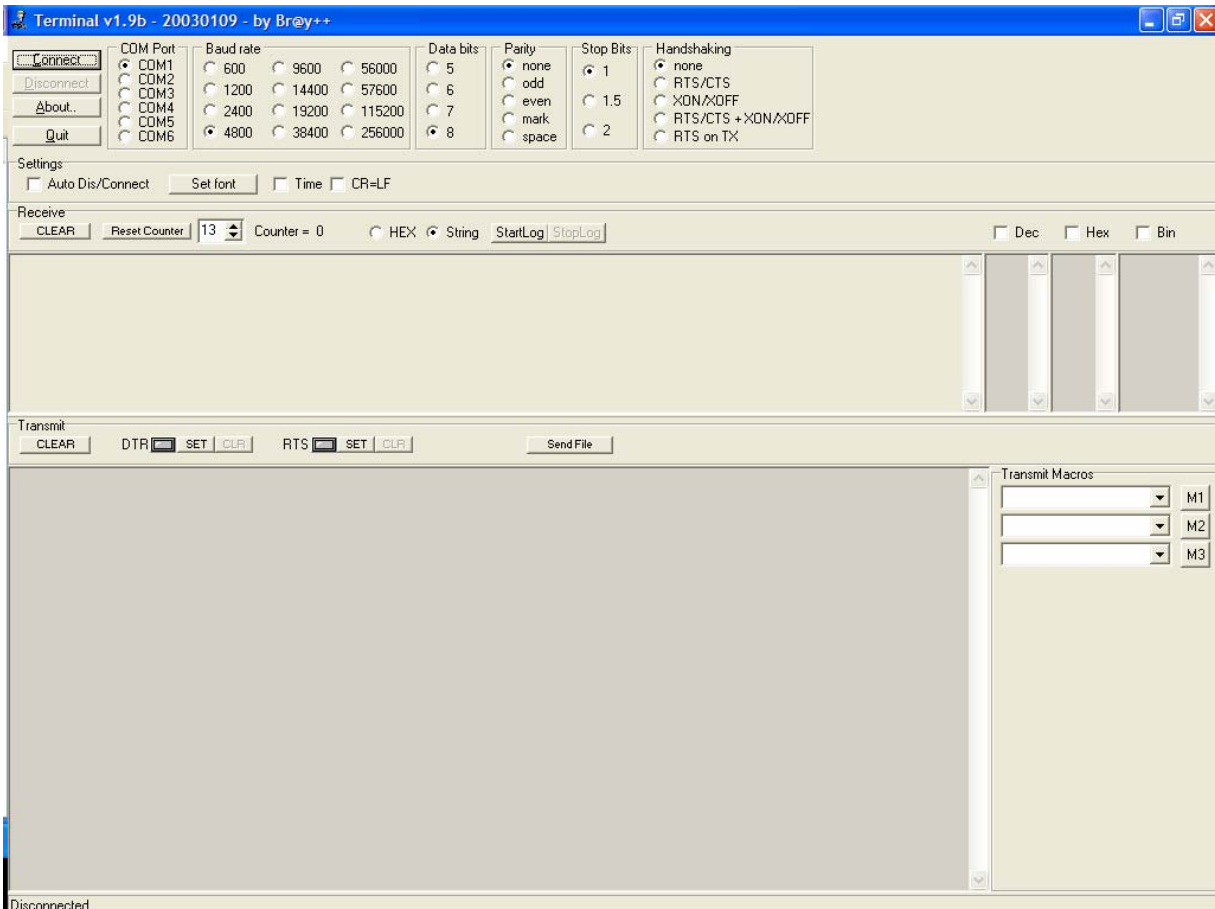 Terminal v1.9b - 20030109 - by Br@y++
Connect
Disconnect
About..
Quit
COM Port
COM1
COM2
COM3
COM4
COM5
COM6
Baud rate
600 9600 56000
1200 14400 57600
2400 19200 115200
4800 38400 256000
Data bits
5
6
7
8
Parity
none
odd
even
mark
space
Stop Bits
1
1.5
2
Handshaking
none
RTS/CTS
XON/XOFF
RTS/CTS +XON/XOFF
RTS on TX
Settings
Auto Dis/Connect Set font Time CR=LF
Receive
CLEAR Reset Counter 13 Counter = 0 HEX String StartLog StopLog Dec Hex Bin
Transmit
CLEAR DTR SET CLR RTS SET CLR Send File
Transmit Macros
M1
M2
M3
Disconnected